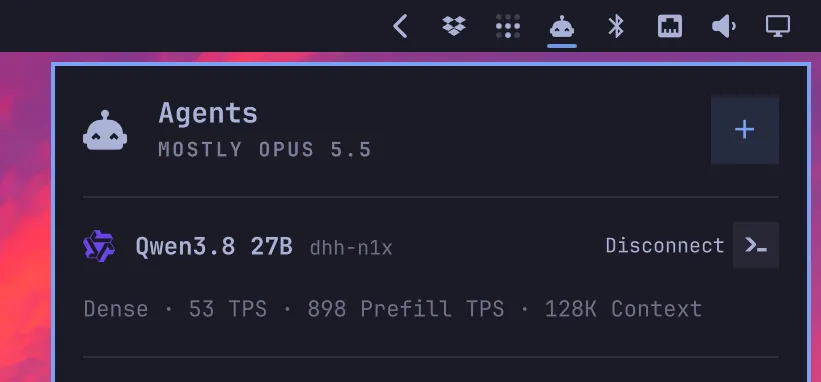 Agents
MOSTLY OPUS 5.5
Qwen3.8 27B dhh-n1x Disconnect
Dense · 53 TPS · 898 Prefill TPS · 128K Context